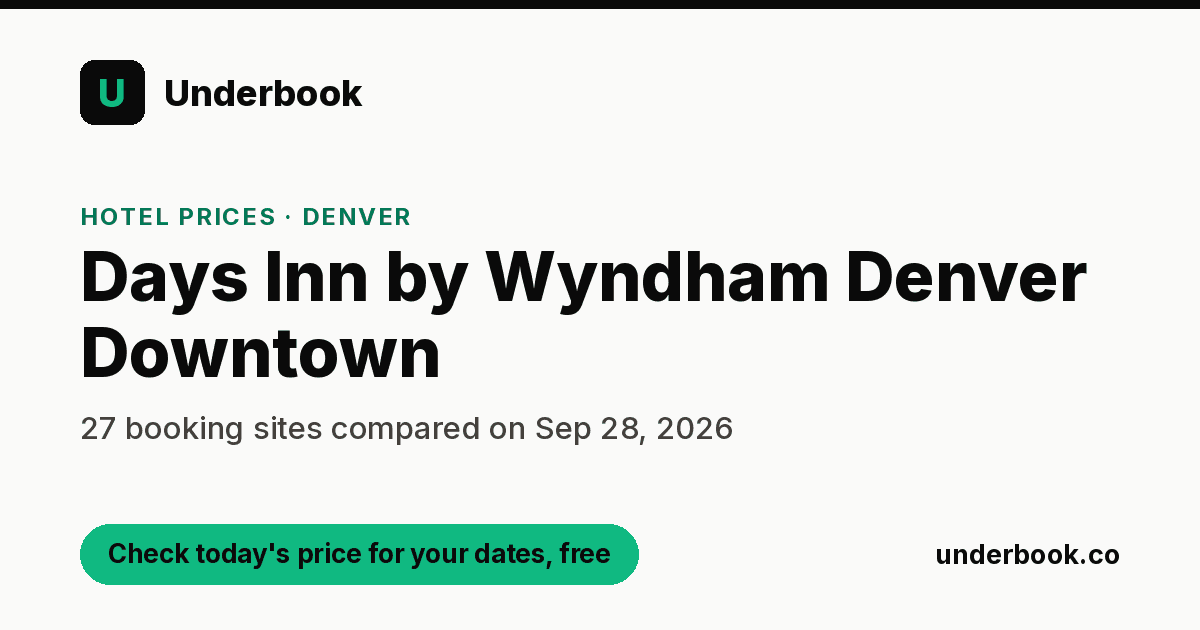 U Underbook
HOTEL PRICES · DENVER
Days Inn by Wyndham Denver
Downtown
27 booking sites compared on Sep 28, 2026
Check today's price for your dates, free
underbook.co